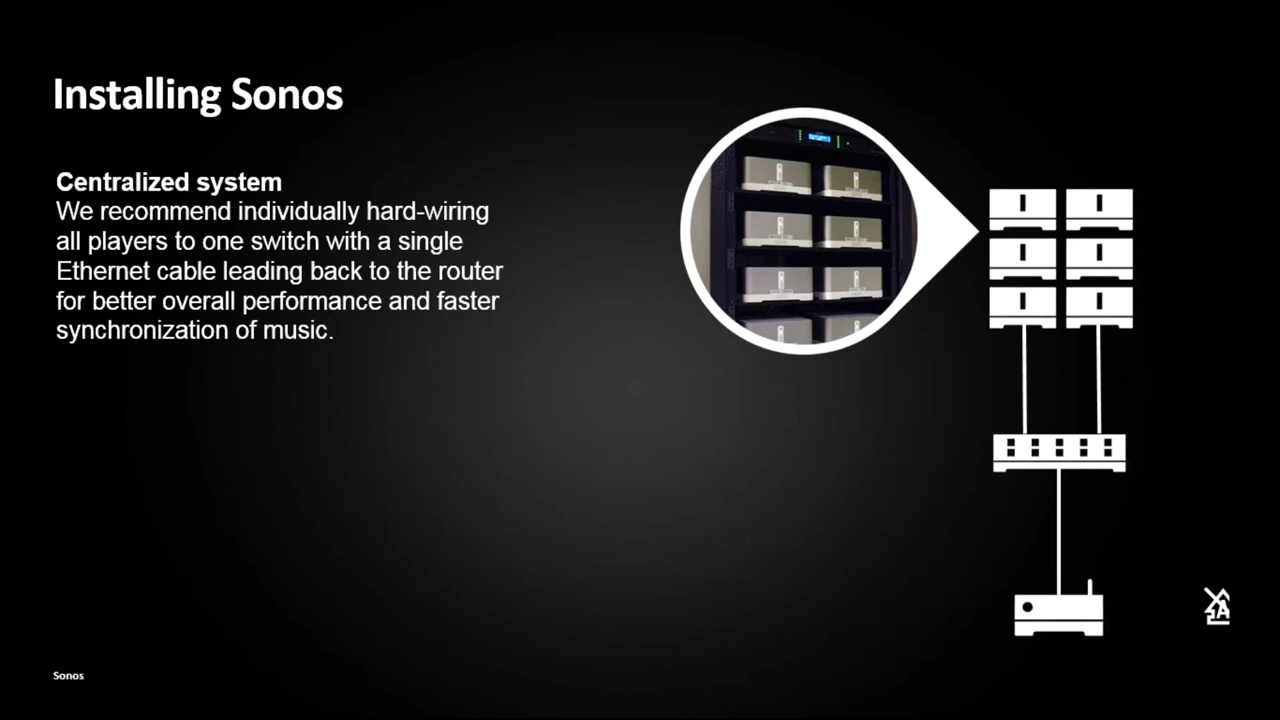 Installing Sonos
Centralized system
We recommend individually hard-wiring
all players to one switch with a single
Ethernet cable leading back to the router
for better overall performance and faster
synchronization of music.
Sonos